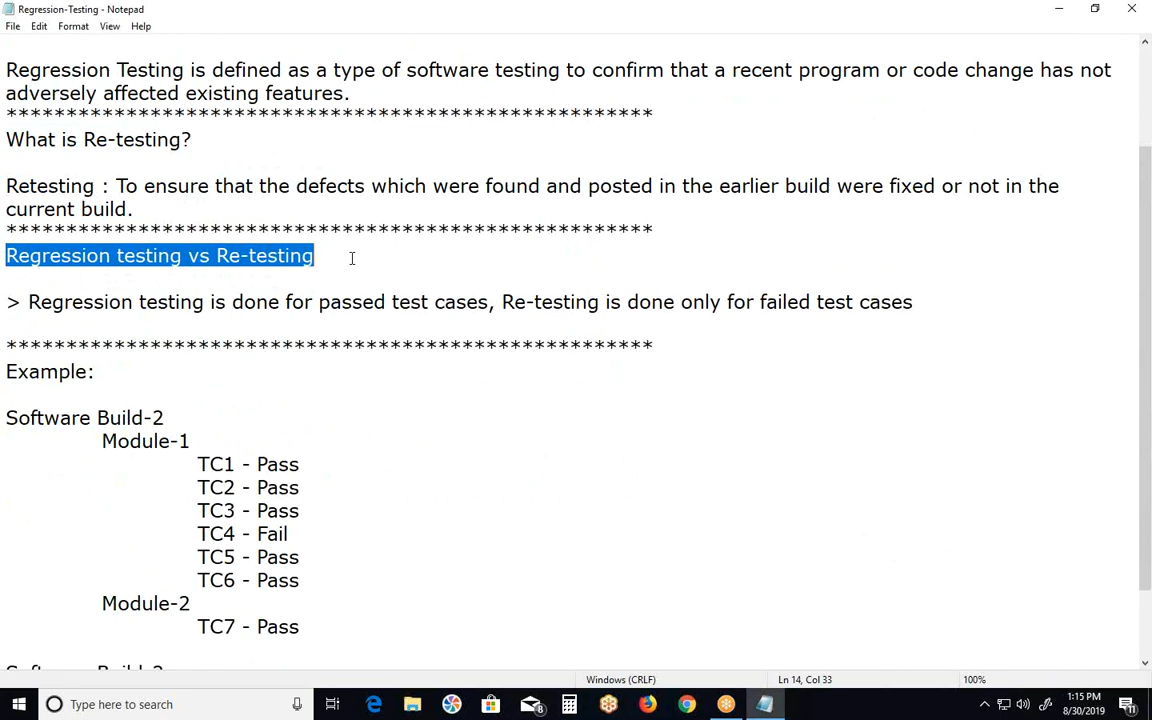 Regression-Testing - Notepad
File Edit Format View Help
Regression Testing is defined as a type of software testing to confirm that a recent program or code change has not
adversely affected existing features.
******************************************************
What is Re-testing?
Retesting : To ensure that the defects which were found and posted in the earlier build were fixed or not in the
current build.
******************************************************
Regression testing vs Re-testing
> Regression testing is done for passed test cases, Re-testing is done only for failed test cases
******************************************************
Example:
Software Build-2
Module-1
TC1 - Pass
TC2 - Pass
TC3 - Pass
TC4 - Fail
TC5 - Pass
TC6 - Pass
Module-2
TC7 - Pass
Windows (CRLF) Ln 14, Col 33 100%
Type here to search
8
1:15 PM
8/30/2019
11